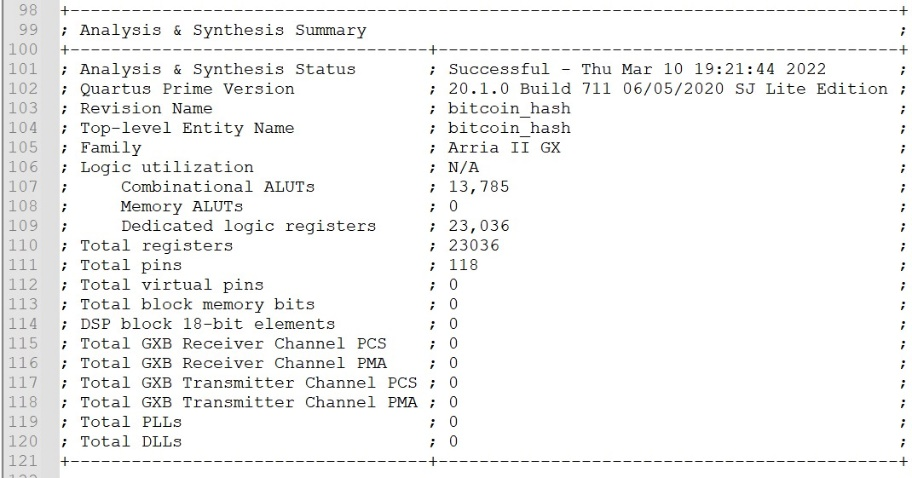 98 +-----------------------------------------------------------------------------------+
99 ; Analysis & Synthesis Summary ;
100 +-----------------------------------+-----------------------------------------------+
101 ; Analysis & Synthesis Status ; Successful - Thu Mar 10 19:21:44 2022 ;
102 ; Quartus Prime Version ; 20.1.0 Build 711 06/05/2020 SJ Lite Edition ;
103 ; Revision Name ; bitcoin_hash ;
104 ; Top-level Entity Name ; bitcoin_hash ;
105 ; Family ; Arria II GX ;
106 ; Logic utilization ; N/A ;
107 ; Combinational ALUTs ; 13,785 ;
108 ; Memory ALUTs ; 0 ;
109 ; Dedicated logic registers ; 23,036 ;
110 ; Total registers ; 23036 ;
111 ; Total pins ; 118 ;
112 ; Total virtual pins ; 0 ;
113 ; Total block memory bits ; 0 ;
114 ; DSP block 18-bit elements ; 0 ;
115 ; Total GXB Receiver Channel PCS ; 0 ;
116 ; Total GXB Receiver Channel PMA ; 0 ;
117 ; Total GXB Transmitter Channel PCS ; 0 ;
118 ; Total GXB Transmitter Channel PMA ; 0 ;
119 ; Total PLLs ; 0 ;
120 ; Total DLLs ; 0 ;
121 +-----------------------------------+-----------------------------------------------+